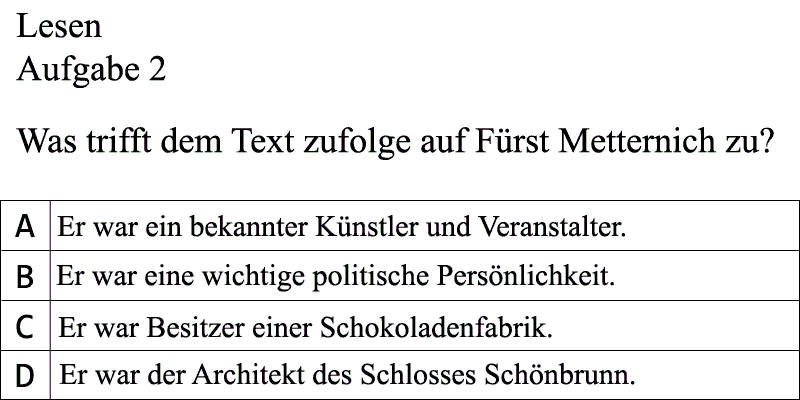 Lesen
Aufgabe 2
Was trifft dem Text zufolge auf Fürst Metternich zu?
A Er war ein bekannter Künstler und Veranstalter.
B Er war eine wichtige politische Persönlichkeit.
C Er war Besitzer einer Schokoladenfabrik.
D Er war der Architekt des Schlosses Schönbrunn.